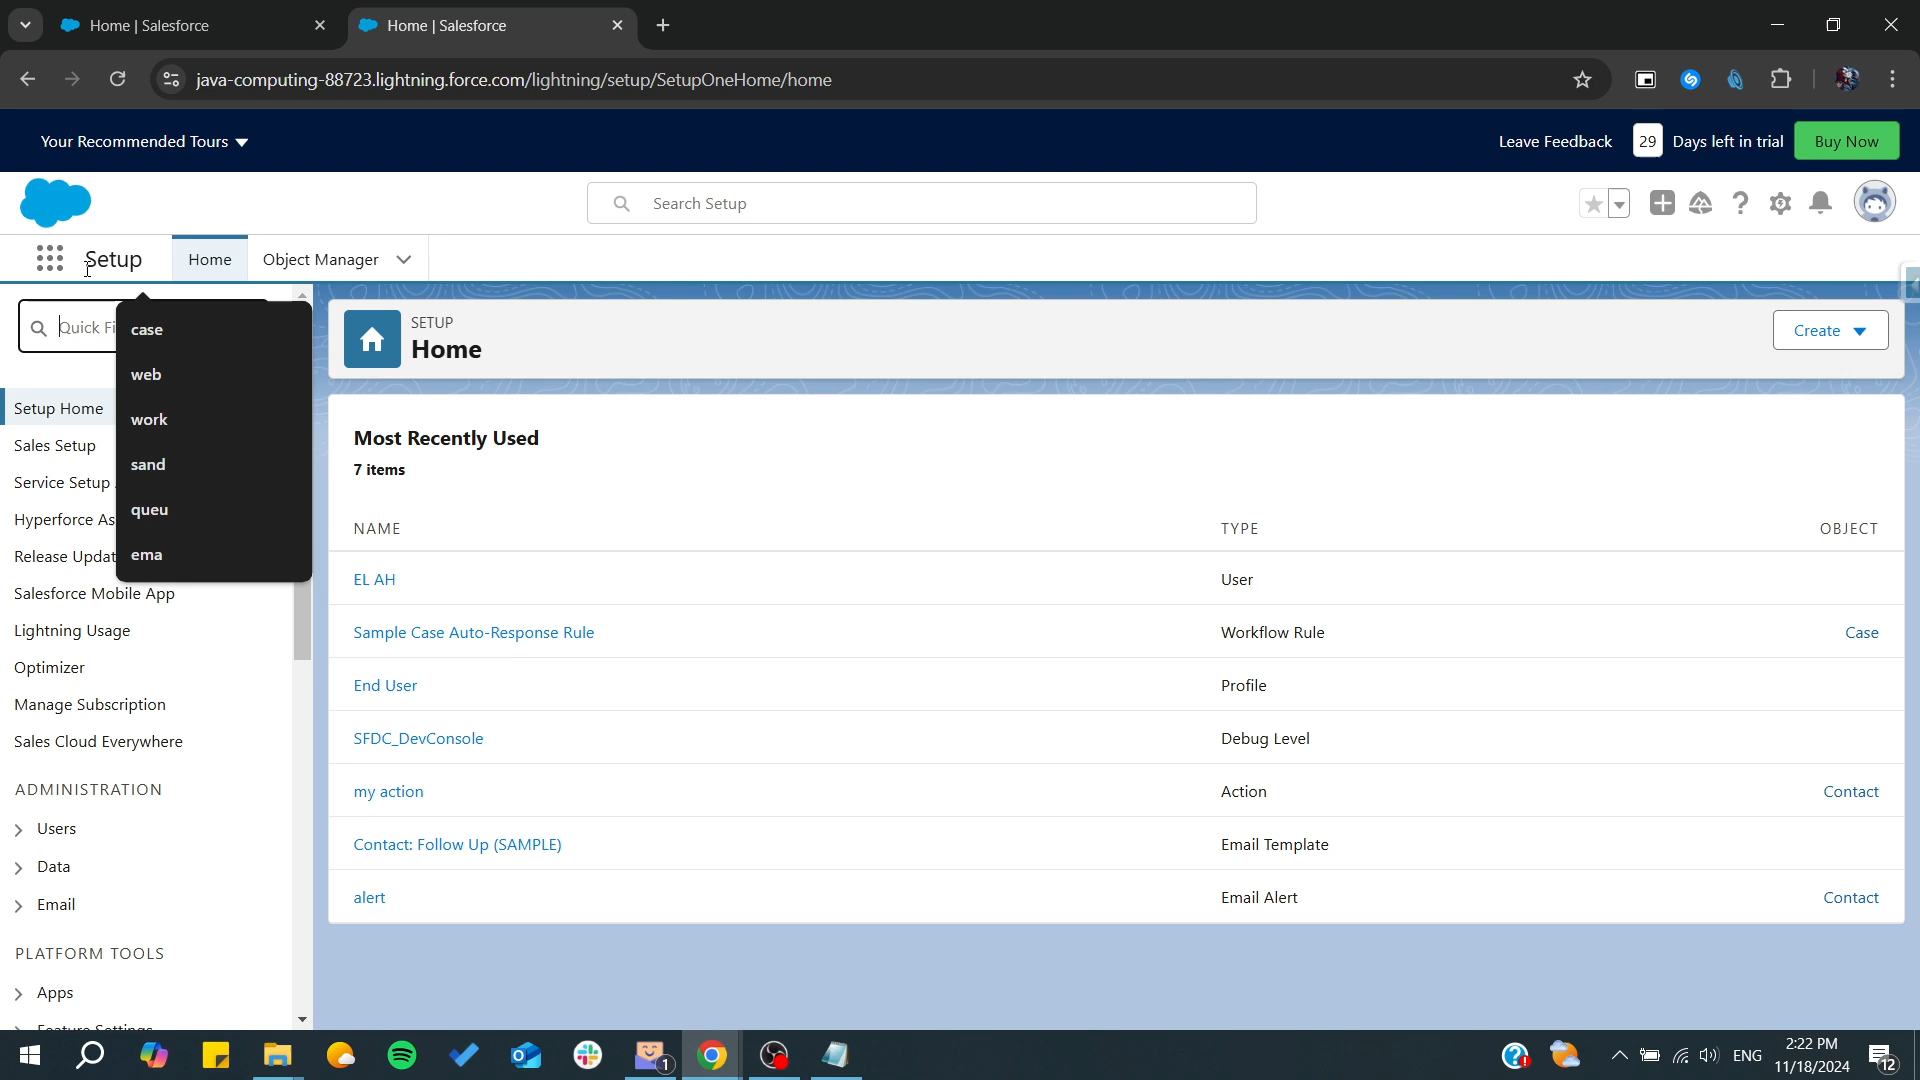 Home | Salesforce
Home | Salesforce
java-computing-88723.lightning.force.com/lightning/setup/SetupOneHome/home
Your Recommended Tours
Leave Feedback
29
Days left in trial
Buy Now
Search Setup
Setup
Home
Object Manager
Quick Fi
case
web
work
sand
queu
ema
Setup Home
Sales Setup
Service Setup
Hyperforce As
Release Updat
Salesforce Mobile App
Lightning Usage
Optimizer
Manage Subscription
Sales Cloud Everywhere
ADMINISTRATION
Users
Data
Email
PLATFORM TOOLS
Apps
Feature Settings
SETUP
Home
Create
Most Recently Used
7 items
NAME TYPE OBJECT
EL AH User
Sample Case Auto-Response Rule Workflow Rule Case
End User Profile
SFDC_DevConsole Debug Level
my action Action Contact
Contact: Follow Up (SAMPLE) Email Template
alert Email Alert Contact
1
ENG
2:22 PM
11/18/2024
12